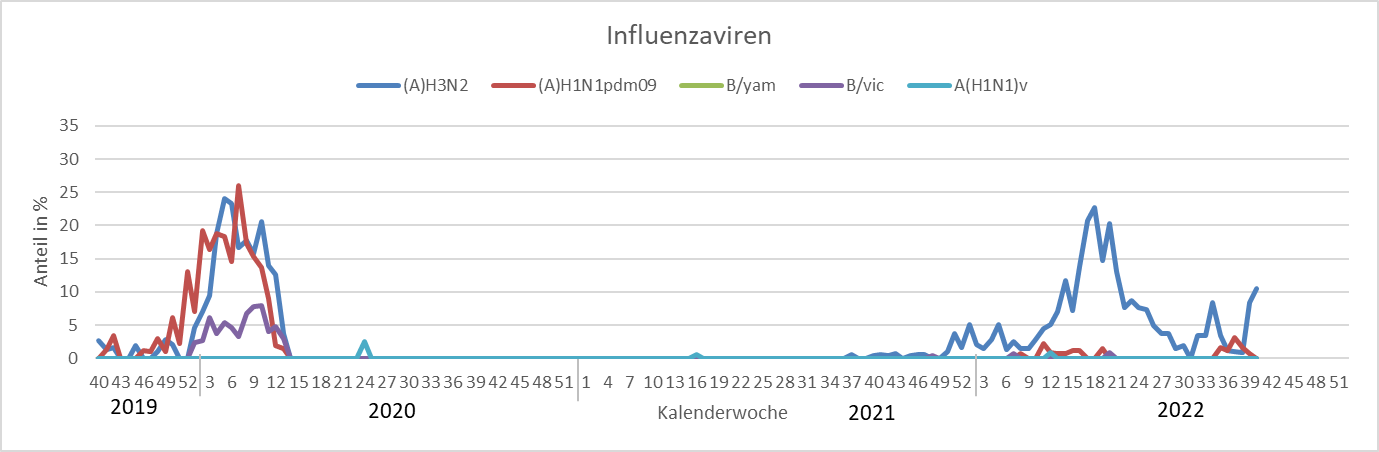 Influenzaviren
(A)H3N2 (A)H1N1pdm09 B/yam B/vic A(H1N1)v
35
30
25
20
15
10
5
0
Anteil in %
40 43 46 49 52 3 6 9 12 15 18 21 24 27 30 33 36 39 42 45 48 51 1 4 7 10 13 16 19 22 25 28 31 34 37 40 43 46 49 52 3 6 9 12 15 18 21 24 27 30 33 36 39 42 45 48 51
2019 2020 Kalenderwoche 2021 2022